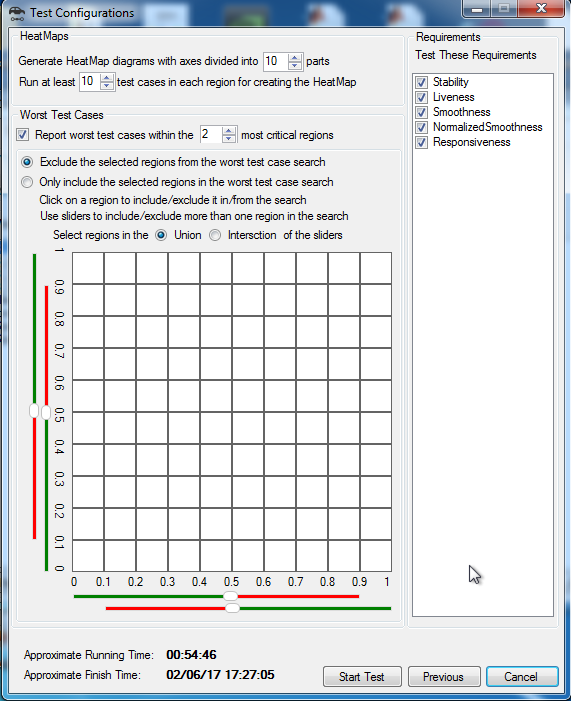 Test Configurations
HeatMaps
Generate HeatMap diagrams with axes divided into 10 parts
Run at least 10 test cases in each region for creating the HeatMap
Worst Test Cases
Report worst test cases within the 2 most critical regions
Exclude the selected regions from the worst test case search
Only include the selected regions in the worst test case search
Click on a region to include/exclude it in/from the search
Use sliders to include/exclude more than one region in the search
Select regions in the Union Intersction of the sliders
1
0.9
0.8
0.7
0.6
0.5
0.4
0.3
0.2
0.1
0
0 0.1 0.2 0.3 0.4 0.5 0.6 0.7 0.8 0.9 1
Requirements
Test These Requirements
Stability
Liveness
Smoothness
NormalizedSmoothness
Responsiveness
Approximate Running Time: 00:54:46
Approximate Finish Time: 02/06/17 17:27:05
Start Test Previous Cancel